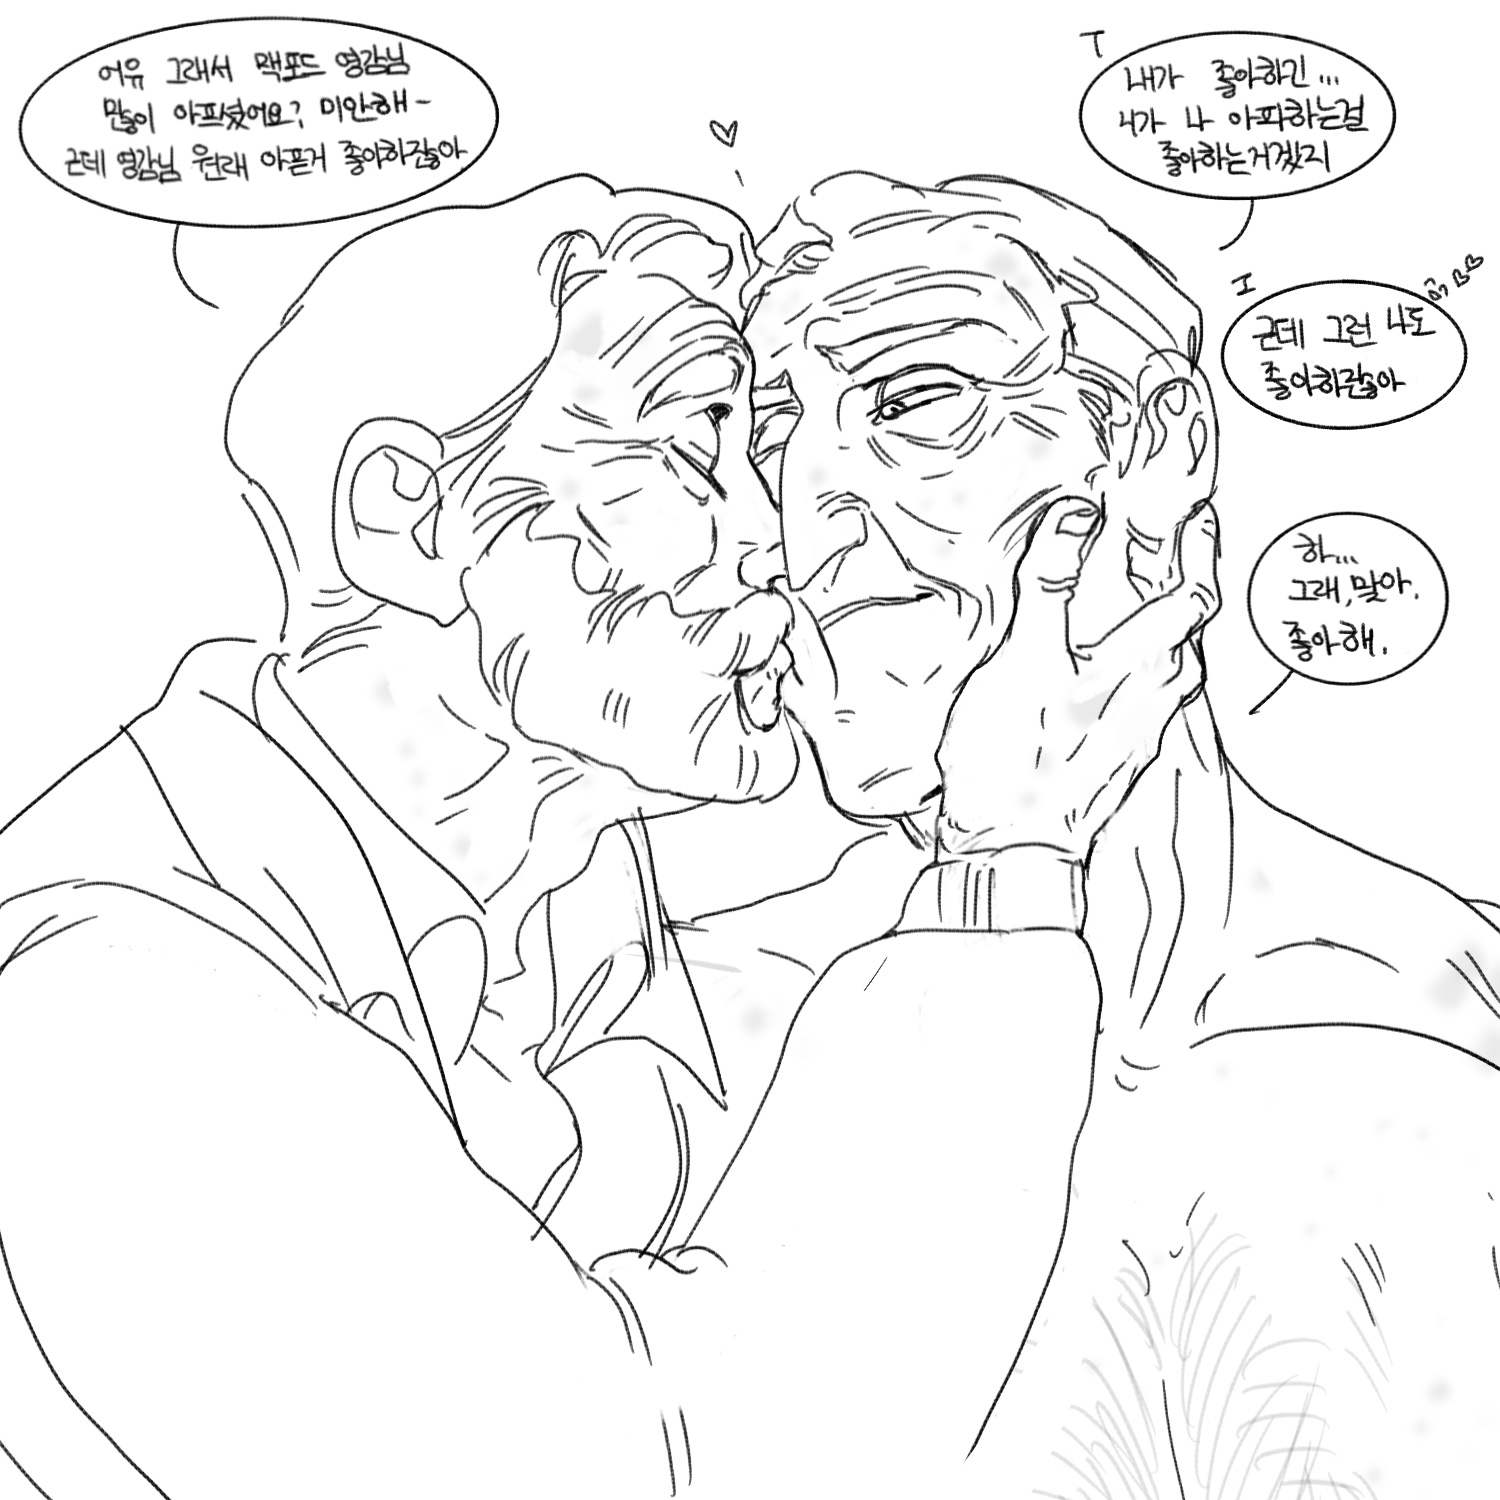 어유 그래서 맥포드 영감님
많이 아프셨어요? 미안해~
근데 영감님 원래 아픈거 좋아하잖아
T
내가 좋아하긴...
니가 나 아파하는걸
좋아하는거겠지
I
근데 그런 나도
좋아하잖아
하...
그래, 맞아.
좋아해.